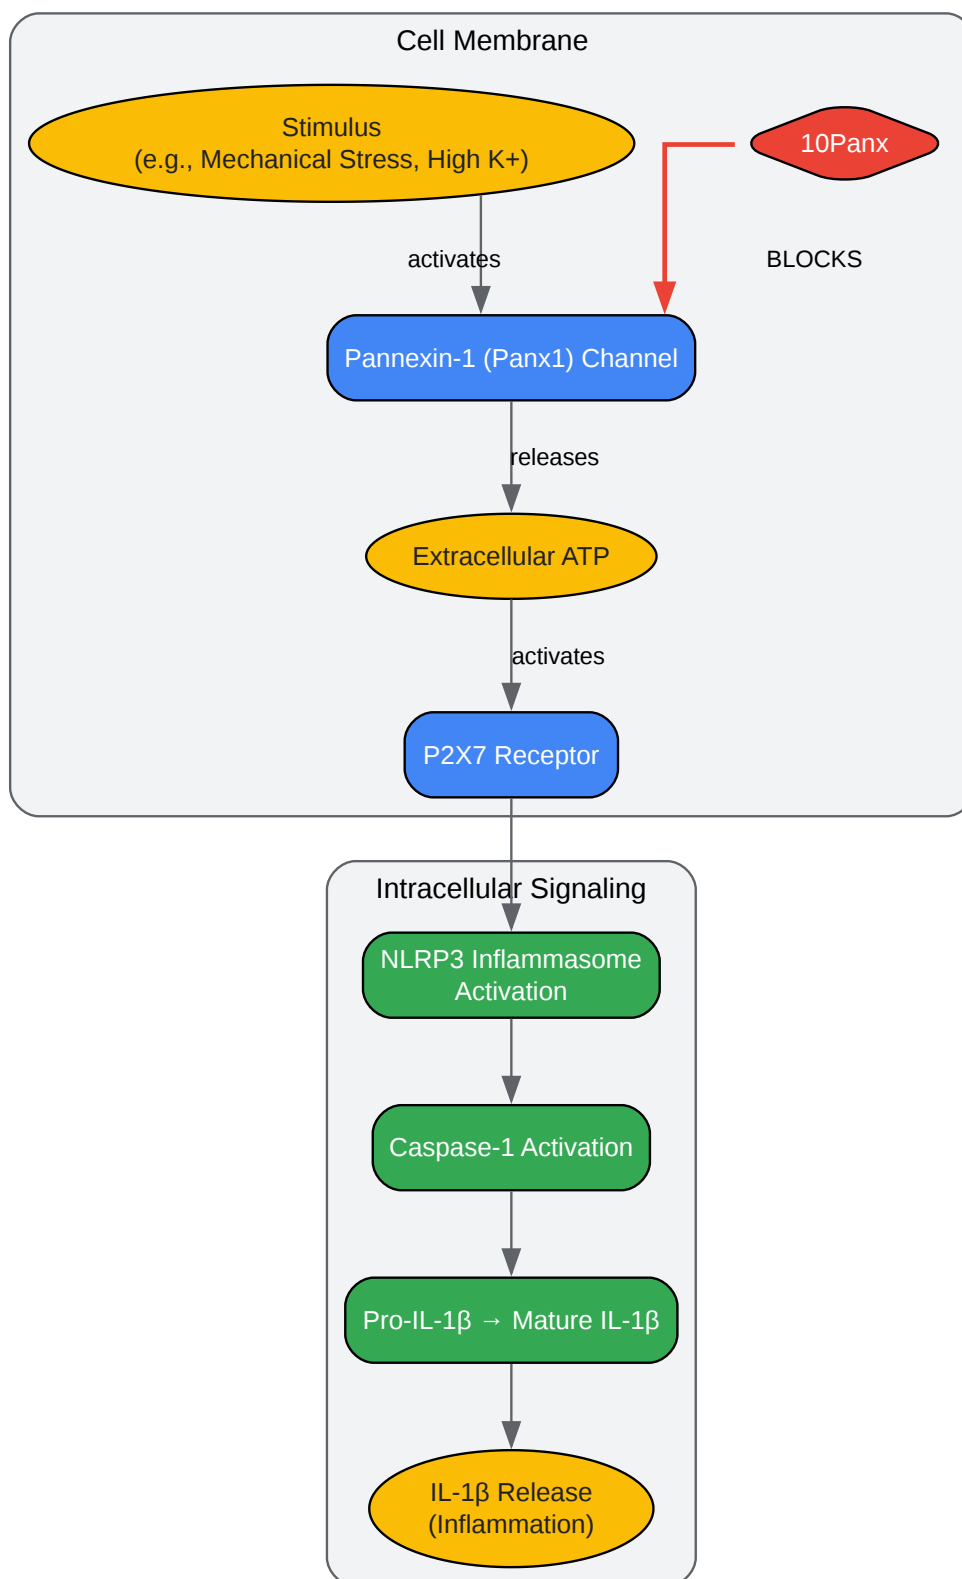 Cell Membrane
Stimulus
(e.g., Mechanical Stress, High K+)
10Panx
activates
BLOCKS
Pannexin-1 (Panx1) Channel
releases
Extracellular ATP
activates
P2X7 Receptor
Intracellular Signaling
NLRP3 Inflammasome
Activation
Caspase-1 Activation
Pro-IL-1β → Mature IL-1β
IL-1β Release
(Inflammation)